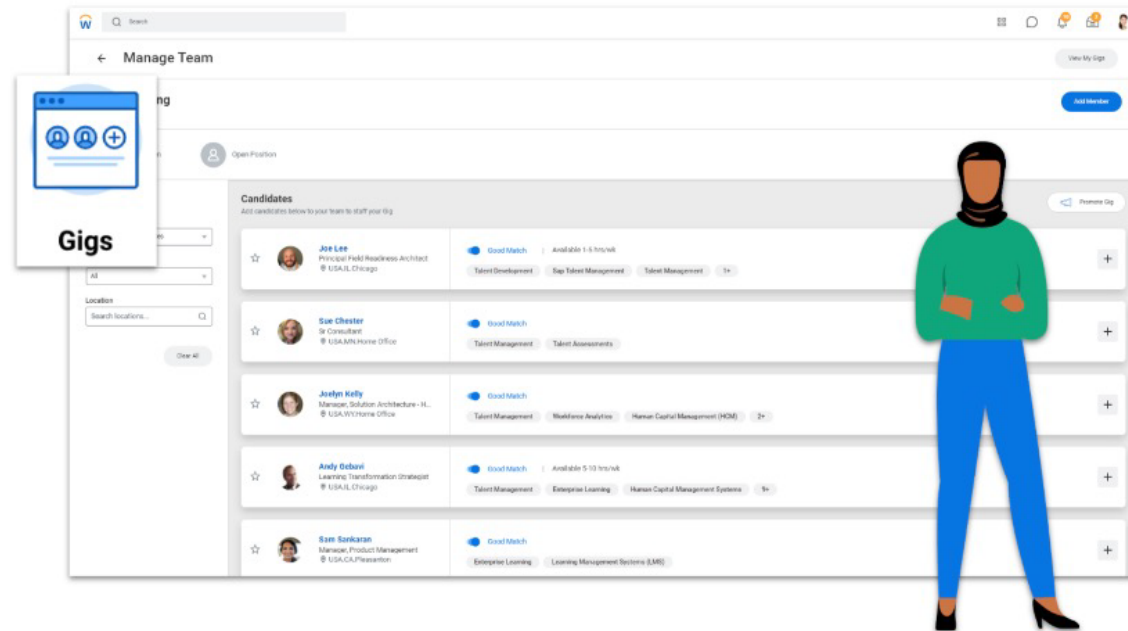 W
Search
Manage Team
View My Gigs
ng
Add Member
Open Position
Gigs
All
Location
Search locations...
Clear All
Candidates
Add candidates below to your team to staff your Gig
Promote Gig
Joe Lee
Principal Field Readiness Architect
USA.IL.Chicago
Good Match | Available 1-5 hrs/wk
Talent Development Sap Talent Management Talent Management 1+
Sue Chester
Sr Consultant
USA.MN.Home Office
Good Match
Talent Management Talent Assessments
Joelyn Kelly
Manager, Solution Architecture - H...
USA.WY.Home Office
Good Match
Talent Management Workforce Analytics Human Capital Management (HCM) 2+
Andy Gebavi
Learning Transformation Strategist
USA.IL.Chicago
Good Match | Available 5-10 hrs/wk
Talent Management Enterprise Learning Human Capital Management Systems 9+
Sam Sankaran
Manager, Product Management
USA.CA.Pleasanton
Good Match
Enterprise Learning Learning Management Systems (LMS)